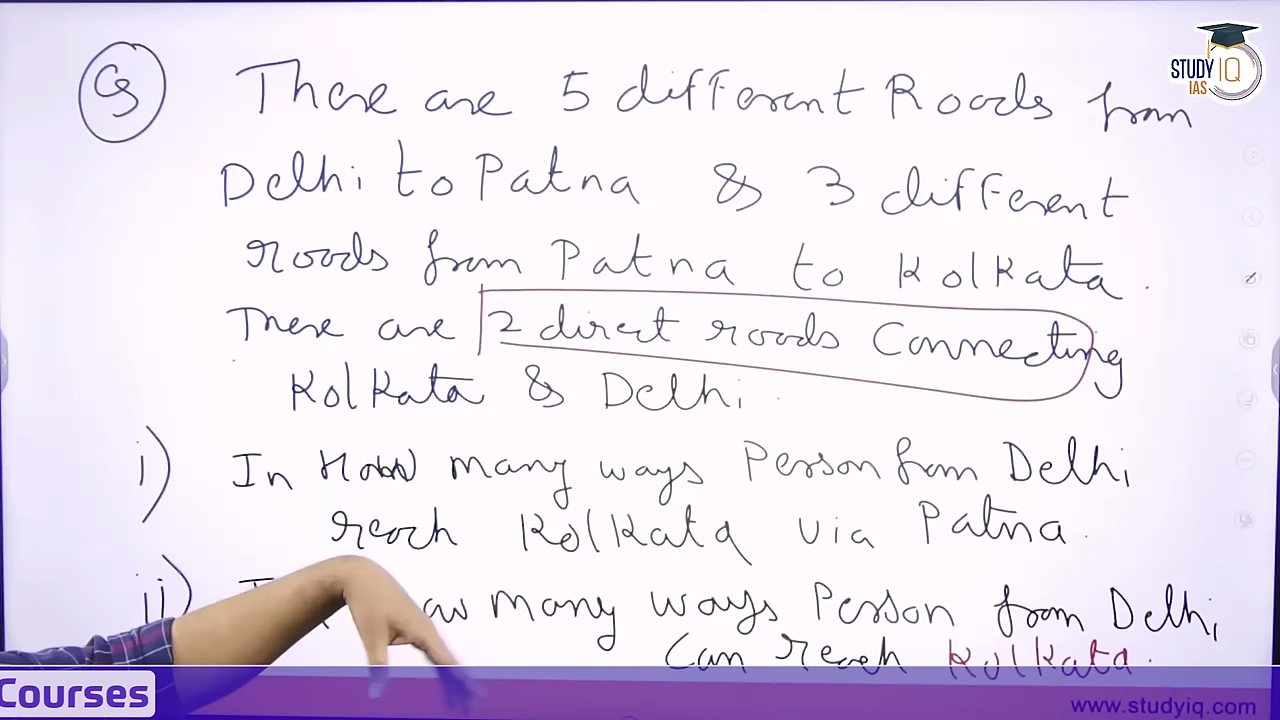 Q
There are 5 different Roads from
Delhi to Patna & 3 different
roads from Patna to Kolkata.
There are 2 direct roads Connecting
Kolkata & Delhi.
i) In How many ways Person from Delhi
reach Kolkata via Patna.
ii) many ways Person from Delhi
Can reach Kolkata.
STUDY IQ
IAS
Courses
www.studyiq.com